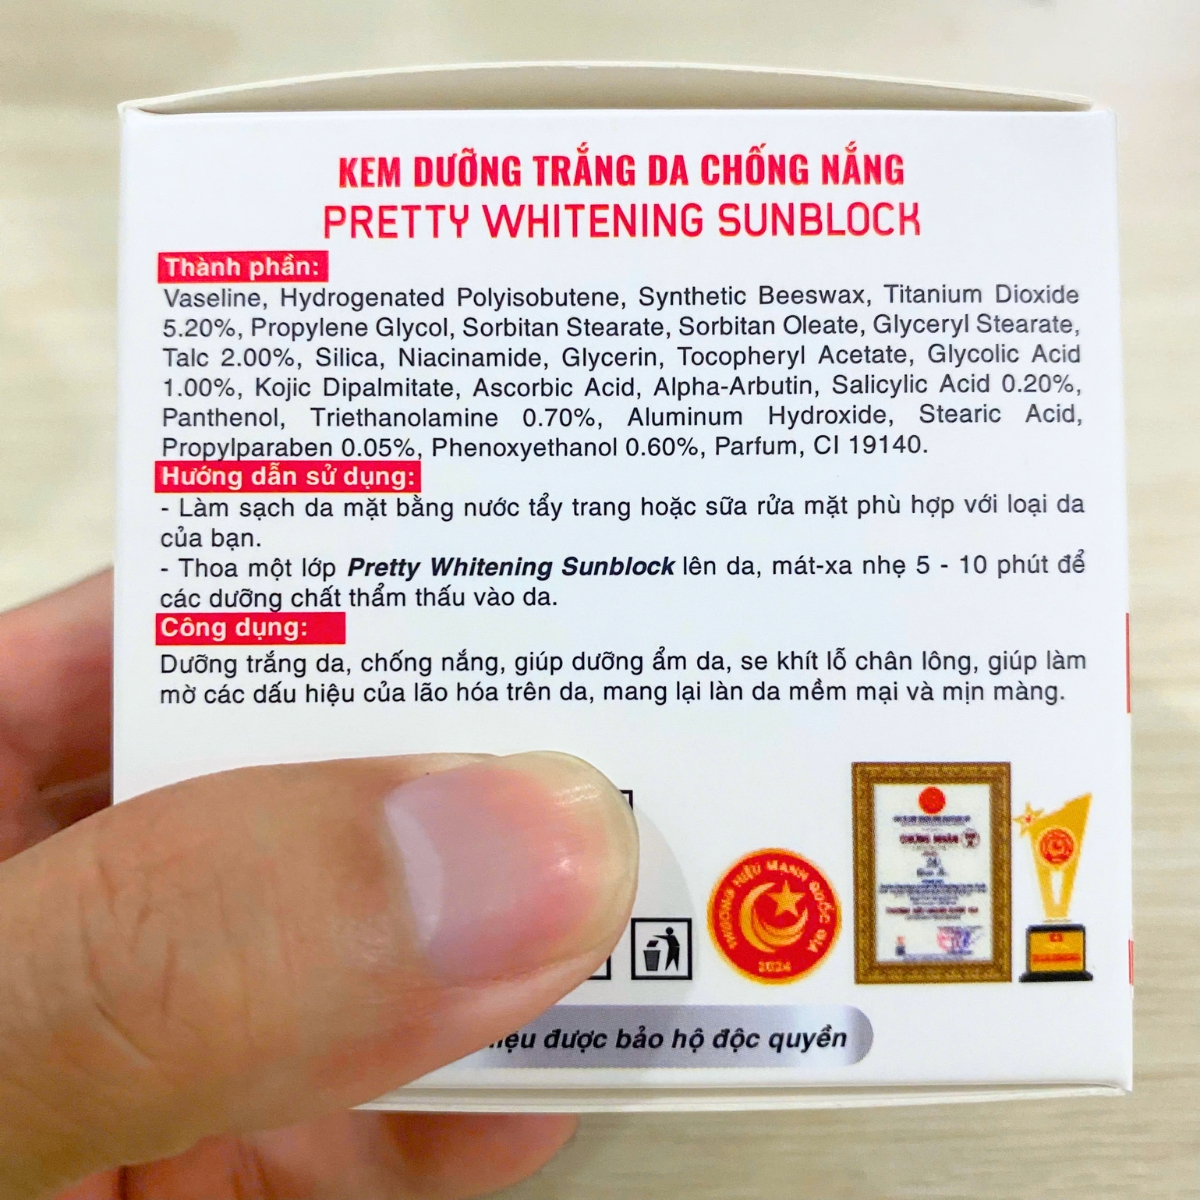 KEM DƯỠNG TRẮNG DA CHỐNG NẮNG
PRETTY WHITENING SUNBLOCK
Thành phần:
Vaseline, Hydrogenated Polyisobutene, Synthetic Beeswax, Titanium Dioxide
5.20%, Propylene Glycol, Sorbitan Stearate, Sorbitan Oleate, Glyceryl Stearate,
Talc 2.00%, Silica, Niacinamide, Glycerin, Tocopheryl Acetate, Glycolic Acid
1.00%, Kojic Dipalmitate, Ascorbic Acid, Alpha-Arbutin, Salicylic Acid 0.20%,
Panthenol, Triethanolamine 0.70%, Aluminum Hydroxide, Stearic Acid,
Propylparaben 0.05%, Phenoxyethanol 0.60%, Parfum, CI 19140.
Hướng dẫn sử dụng:
- Làm sạch da mặt bằng nước tẩy trang hoặc sữa rửa mặt phù hợp với loại da
của bạn.
- Thoa một lớp Pretty Whitening Sunblock lên da, mát-xa nhẹ 5 - 10 phút để
các dưỡng chất thẩm thấu vào da.
Công dụng:
Dưỡng trắng da, chống nắng, giúp dưỡng ẩm da, se khít lỗ chân lông, giúp làm
mờ các dấu hiệu của lão hóa trên da, mang lại làn da mềm mại và mịn màng.
THƯƠNG HIỆU MẠNH QUỐC GIA
2024
CHỨNG NHẬN
được bảo hộ độc quyền